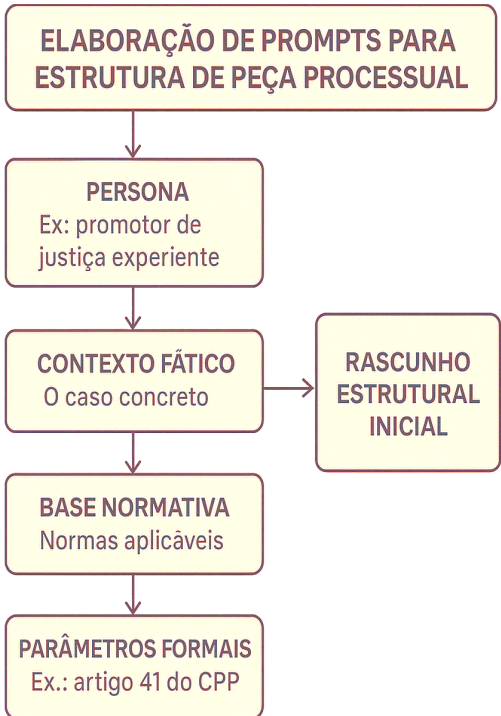 ELABORAÇÃO DE PROMPTS PARA
ESTRUTURA DE PEÇA PROCESSUAL
PERSONA
Ex: promotor de
justiça experiente
CONTEXTO FÁTICO
O caso concreto
RASCUNHO
ESTRUTURAL
INICIAL
BASE NORMATIVA
Normas aplicâveis
PARÂMETROS FORMAIS
Ex.: artigo 41 do CPP